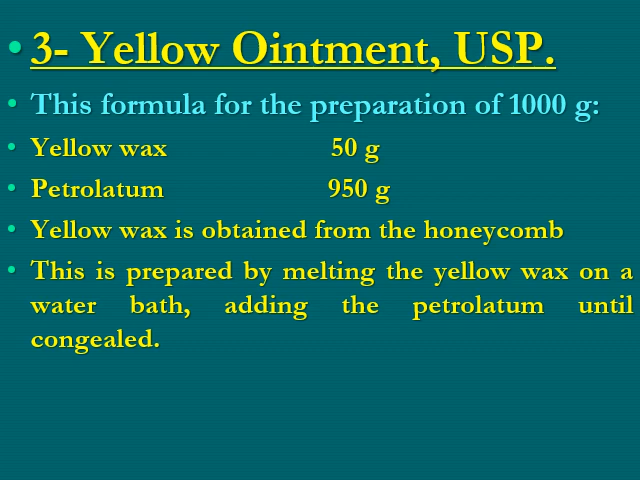 • 3- Yellow Ointment, USP.
• This formula for the preparation of 1000 g:
• Yellow wax 50 g
• Petrolatum 950 g
• Yellow wax is obtained from the honeycomb
• This is prepared by melting the yellow wax on a
water bath, adding the petrolatum until
congealed.